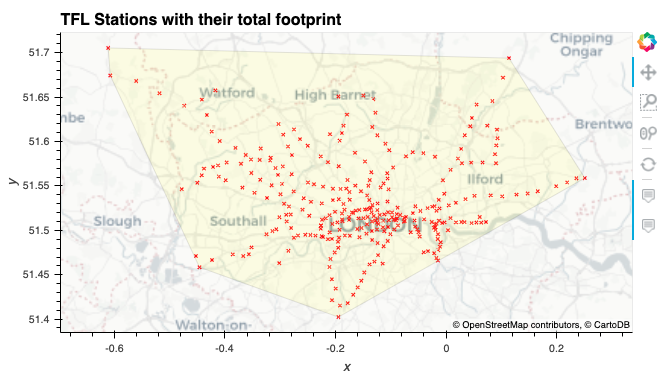 TFL Stations with their total footprint
Chipping
Ongar
51.7
Watford
High Barnet
51.65
mbe
Brentwo
51.6
y
51.55
Ilford
Slough
Southall
LONDON
51.5
51.45
Walton-on-
51.4
© OpenStreetMap contributors, © CartoDB
-0.6
-0.4
-0.2
0
0.2
x